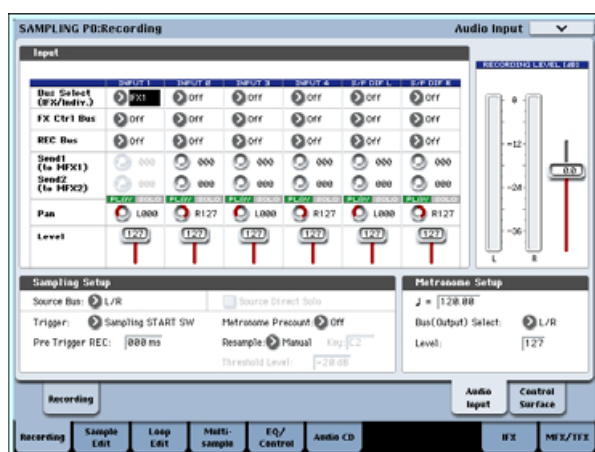 SAMPLING P0:Recording Audio Input
Input
RECORDING LEVEL [dB]
INPUT 1 INPUT 2 INPUT 3 INPUT 4 S/P DIF L S/P DIF R
Bus Select (IFX/Indiv.) IFX1 Off Off Off Off Off
FX Ctrl Bus Off Off Off Off Off Off
REC Bus Off Off Off Off Off Off
Send1 (to MFX1) 000 000 000 000 000 000
Send2 (to MFX2) 000 000 000 000 000 000
PLAY SOLO PLAY SOLO PLAY SOLO PLAY SOLO PLAY SOLO PLAY SOLO
Pan L000 R127 L000 R127 L000 R127
Level 127 127 127 127 127 127
0
-12
-24
-36
0.0
L R
Sampling Setup
Source Bus: L/R Source Direct Solo
Trigger: Sampling START SW Metronome Precount: Off
Pre Trigger REC: 000 ms Resample: Manual Key: C2
Threshold Level: -20 dB
Metronome Setup
♩ = 120.00
Bus(Output) Select: L/R
Level: 127
Recording
Audio Input
Control Surface
Recording
Sample Edit
Loop Edit
Multi-sample
EQ/Control
Audio CD
IFX
MFX/TFX